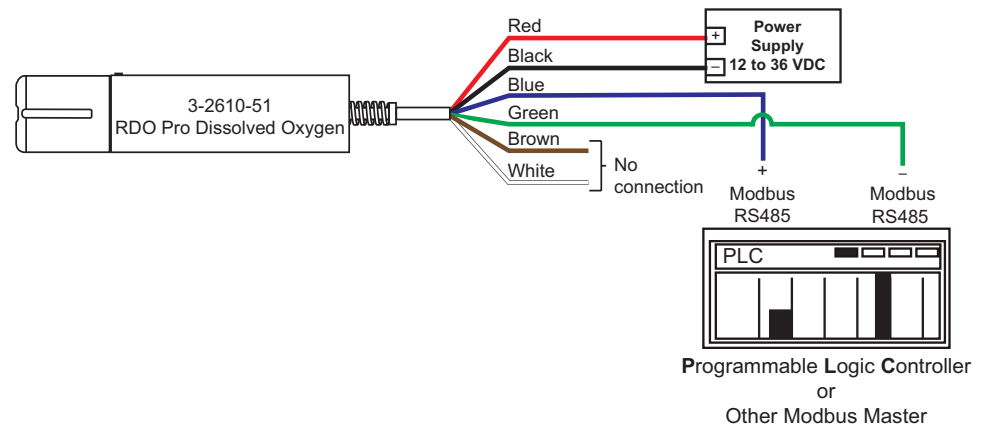 3-2610-51
RDO Pro Dissolved Oxygen
Red
Black
Blue
Green
Brown
White
No
connection
+
–
Power
Supply
12 to 36 VDC
+
Modbus
RS485
–
Modbus
RS485
PLC
Programmable Logic Controller
or
Other Modbus Master